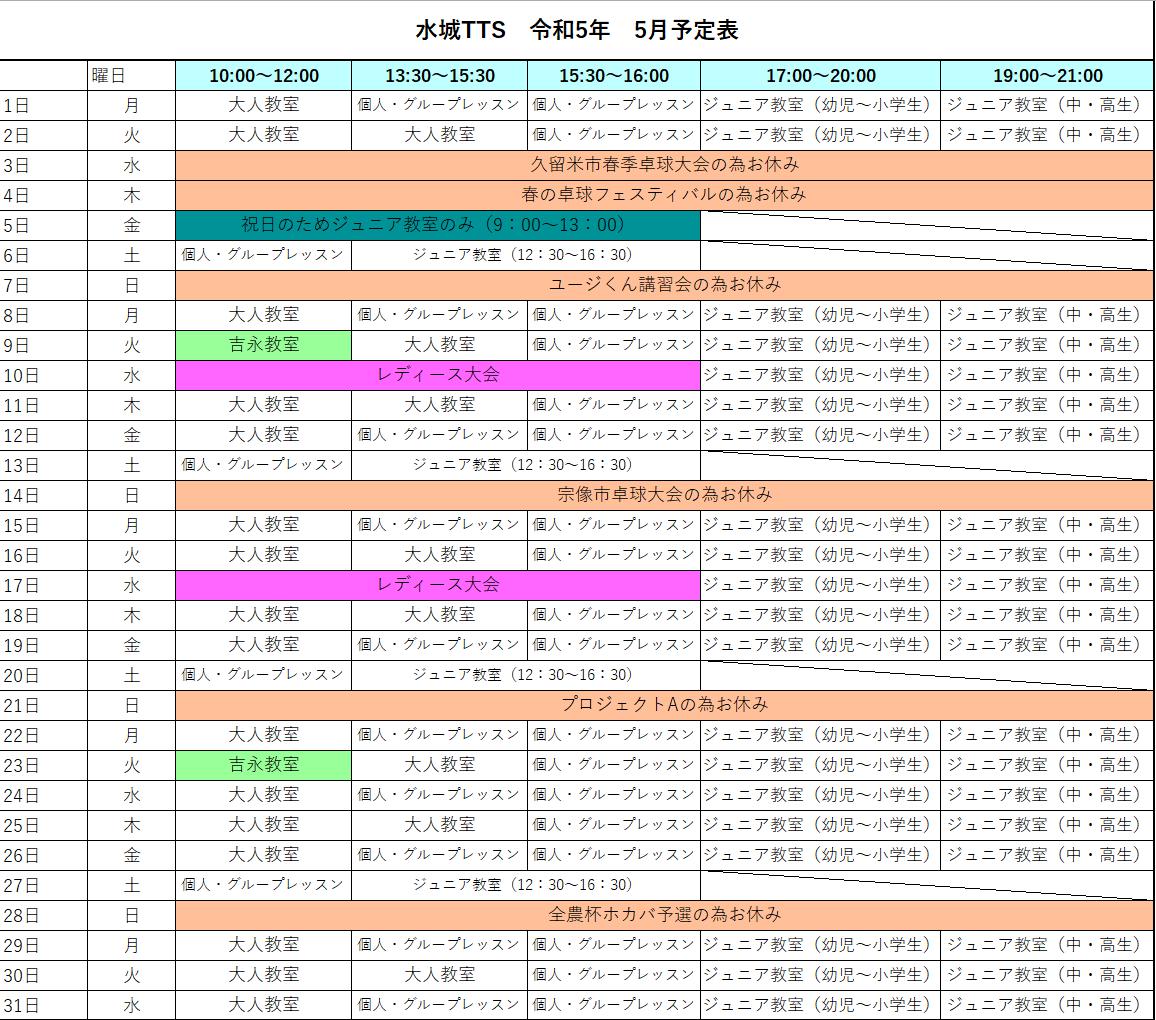 水城TTS　令和5年　5月予定表
曜日 10:00～12:00 13:30～15:30 15:30～16:00 17:00～20:00 19:00～21:00
1日 月 大人教室 個人・グループレッスン 個人・グループレッスン ジュニア教室（幼児～小学生） ジュニア教室（中・高生）
2日 火 大人教室 大人教室 個人・グループレッスン ジュニア教室（幼児～小学生） ジュニア教室（中・高生）
3日 水 久留米市春季卓球大会の為お休み
4日 木 春の卓球フェスティバルの為お休み
5日 金 祝日のためジュニア教室のみ（9：00～13：00）
6日 土 個人・グループレッスン ジュニア教室（12：30～16：30）
7日 日 ユージくん講習会の為お休み
8日 月 大人教室 個人・グループレッスン 個人・グループレッスン ジュニア教室（幼児～小学生） ジュニア教室（中・高生）
9日 火 吉永教室 大人教室 個人・グループレッスン ジュニア教室（幼児～小学生） ジュニア教室（中・高生）
10日 水 レディース大会 ジュニア教室（幼児～小学生） ジュニア教室（中・高生）
11日 木 大人教室 大人教室 個人・グループレッスン ジュニア教室（幼児～小学生） ジュニア教室（中・高生）
12日 金 大人教室 個人・グループレッスン 個人・グループレッスン ジュニア教室（幼児～小学生） ジュニア教室（中・高生）
13日 土 個人・グループレッスン ジュニア教室（12：30～16：30）
14日 日 宗像市卓球大会の為お休み
15日 月 大人教室 個人・グループレッスン 個人・グループレッスン ジュニア教室（幼児～小学生） ジュニア教室（中・高生）
16日 火 大人教室 大人教室 個人・グループレッスン ジュニア教室（幼児～小学生） ジュニア教室（中・高生）
17日 水 レディース大会 ジュニア教室（幼児～小学生） ジュニア教室（中・高生）
18日 木 大人教室 大人教室 個人・グループレッスン ジュニア教室（幼児～小学生） ジュニア教室（中・高生）
19日 金 大人教室 個人・グループレッスン 個人・グループレッスン ジュニア教室（幼児～小学生） ジュニア教室（中・高生）
20日 土 個人・グループレッスン ジュニア教室（12：30～16：30）
21日 日 プロジェクトAの為お休み
22日 月 大人教室 個人・グループレッスン 個人・グループレッスン ジュニア教室（幼児～小学生） ジュニア教室（中・高生）
23日 火 吉永教室 大人教室 個人・グループレッスン ジュニア教室（幼児～小学生） ジュニア教室（中・高生）
24日 水 大人教室 個人・グループレッスン 個人・グループレッスン ジュニア教室（幼児～小学生） ジュニア教室（中・高生）
25日 木 大人教室 大人教室 個人・グループレッスン ジュニア教室（幼児～小学生） ジュニア教室（中・高生）
26日 金 大人教室 個人・グループレッスン 個人・グループレッスン ジュニア教室（幼児～小学生） ジュニア教室（中・高生）
27日 土 個人・グループレッスン ジュニア教室（12：30～16：30）
28日 日 全農杯ホカバ予選の為お休み
29日 月 大人教室 個人・グループレッスン 個人・グループレッスン ジュニア教室（幼児～小学生） ジュニア教室（中・高生）
30日 火 大人教室 大人教室 個人・グループレッスン ジュニア教室（幼児～小学生） ジュニア教室（中・高生）
31日 水 大人教室 個人・グループレッスン 個人・グループレッスン ジュニア教室（幼児～小学生） ジュニア教室（中・高生）